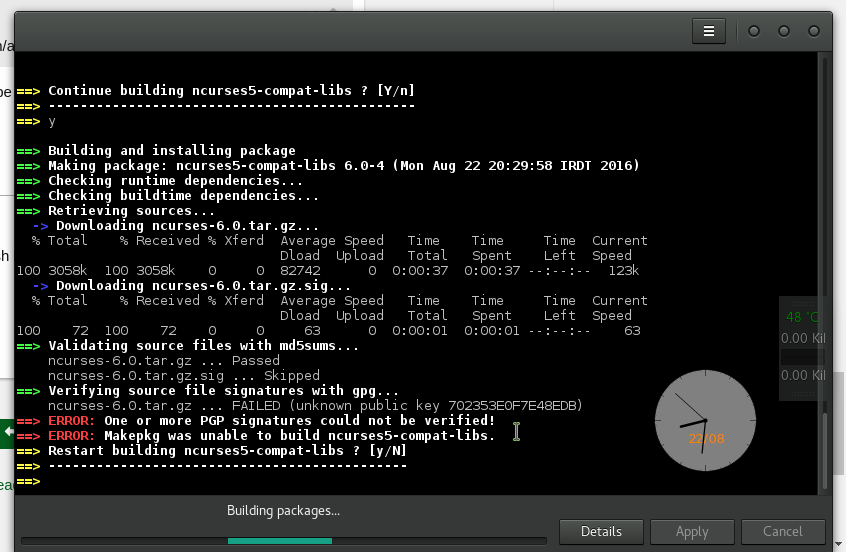 ==> Continue building ncurses5-compat-libs ? [Y/n]
==> ----------------------------------------------
==> y
==> Building and installing package
==> Making package: ncurses5-compat-libs 6.0-4 (Mon Aug 22 20:29:58 IRDT 2016)
==> Checking runtime dependencies...
==> Checking buildtime dependencies...
==> Retrieving sources...
-> Downloading ncurses-6.0.tar.gz...
% Total % Received % Xferd Average Speed Time Time Time Current
Dload Upload Total Spent Left Speed
100 3058k 100 3058k 0 0 82742 0 0:00:37 0:00:37 --:--:-- 123k
-> Downloading ncurses-6.0.tar.gz.sig...
% Total % Received % Xferd Average Speed Time Time Time Current
Dload Upload Total Spent Left Speed
100 72 100 72 0 0 63 0 0:00:01 0:00:01 --:--:-- 63
==> Validating source files with md5sums...
ncurses-6.0.tar.gz ... Passed
ncurses-6.0.tar.gz.sig ... Skipped
==> Verifying source file signatures with gpg...
ncurses-6.0.tar.gz ... FAILED (unknown public key 702353E0F7E48EDB)
==> ERROR: One or more PGP signatures could not be verified!
==> ERROR: Makepkg was unable to build ncurses5-compat-libs.
==> Restart building ncurses5-compat-libs ? [y/N]
==> ---------------------------------------------
==>
48 °C
0.00 Kil
0.00 Kil
22/08
Building packages...
Details
Apply
Cancel